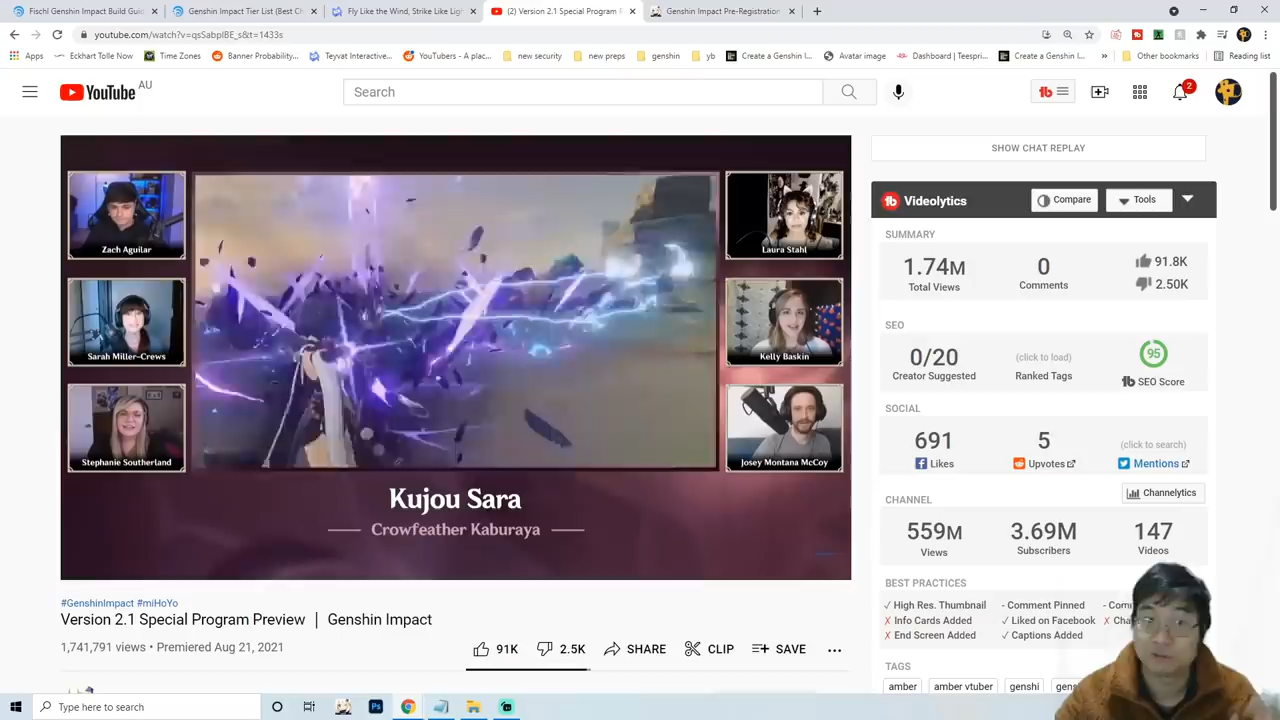 Fischl Build Guid
Genshin Impact Tier List (Best C
Fly Like the Wind, Strike Like Ligh
(2) Version 2.1 Special Program P
Genshin Impact Pre-Registration
youtube.com/watch?v=qsSabpIBE_s&t=1433s
Apps
Eckhart Tolle Now
Time Zones
Banner Probability...
Teyvat Interactive...
YouTubers - A plac...
new security
new preps
genshin
yb
Create a Genshin I...
Avatar image
Dashboard | Teespri...
Create a Genshin I...
Other bookmarks
Reading list
YouTube AU
Search
2
SHOW CHAT REPLAY
Zach Aguilar
Sarah Miller-Crews
Stephanie Southerland
Laura Stahl
Kelly Baskin
Josey Montana McCoy
Kujou Sara
Crowfeather Kaburaya
#GenshinImpact #miHoYo
Version 2.1 Special Program Preview | Genshin Impact
1,741,791 views • Premiered Aug 21, 2021
91K
2.5K
SHARE
CLIP
SAVE
tb Videolytics
Compare
Tools
SUMMARY
1.74M
Total Views
0
Comments
91.8K
2.50K
SEO
0/20
Creator Suggested
(click to load)
Ranked Tags
95
tb SEO Score
SOCIAL
691
Likes
5
Upvotes
(click to search)
Mentions
CHANNEL
Channelytics
559M
Views
3.69M
Subscribers
147
Videos
BEST PRACTICES
✓ High Res. Thumbnail
- Comment Pinned
✗ Info Cards Added
✓ Liked on Facebook
✗ End Screen Added
✓ Captions Added
TAGS
amber
amber vtuber
genshi
Type here to search